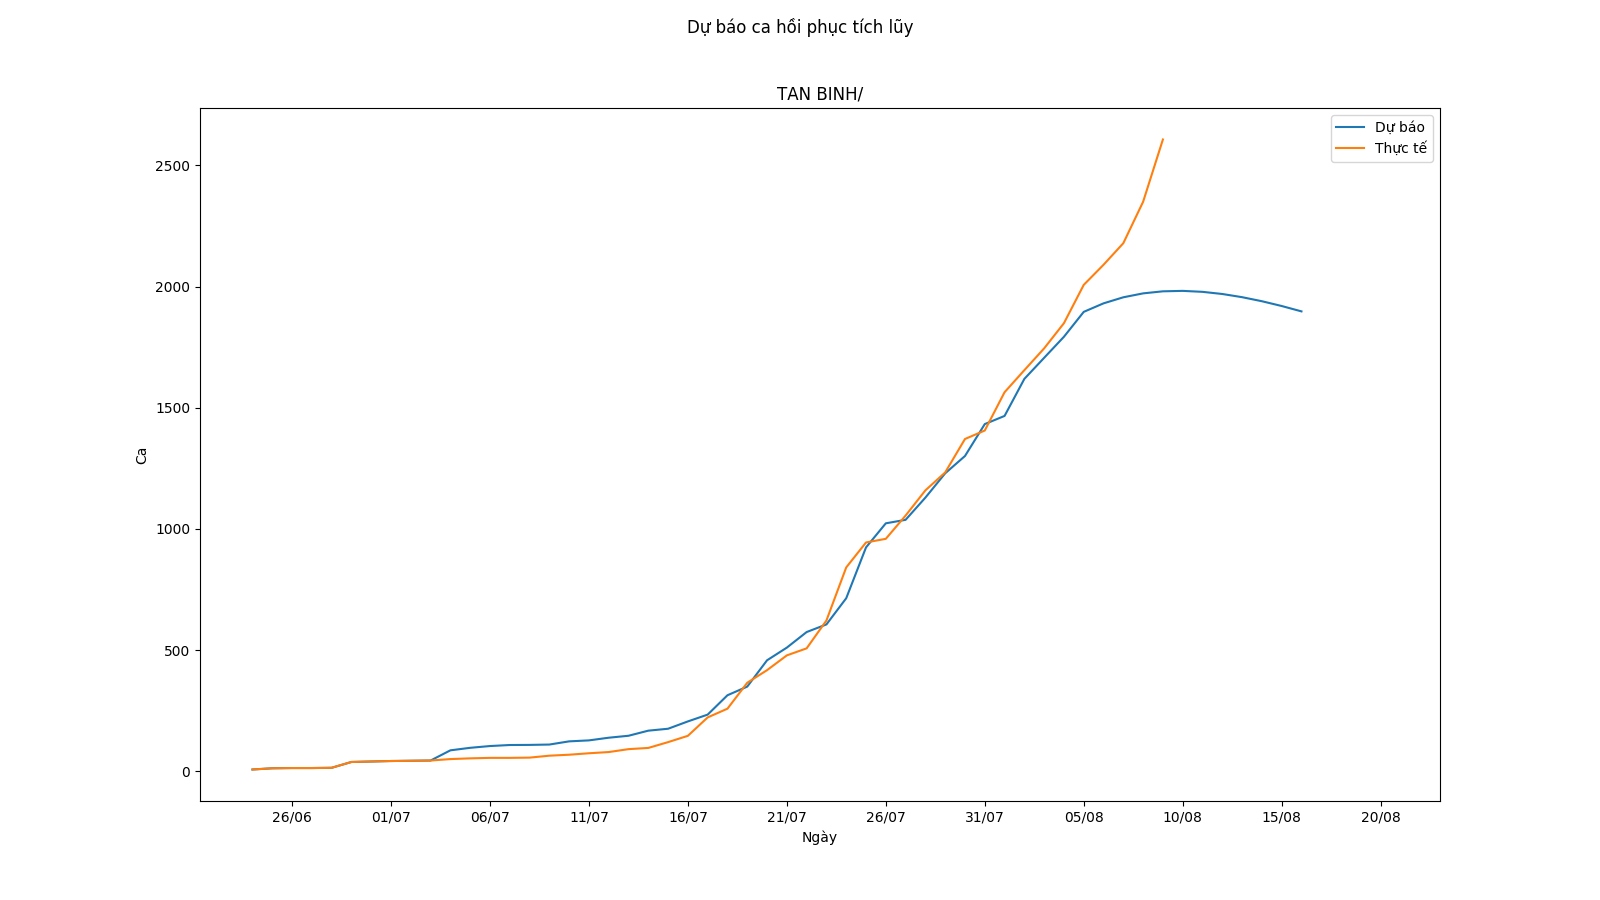 Dự báo ca hồi phục tích lũy
TAN BINH/
Dự báo
Thực tế
2500
2000
1500
1000
500
0
Ca
26/06 01/07 06/07 11/07 16/07 21/07 26/07 31/07 05/08 10/08 15/08 20/08
Ngày